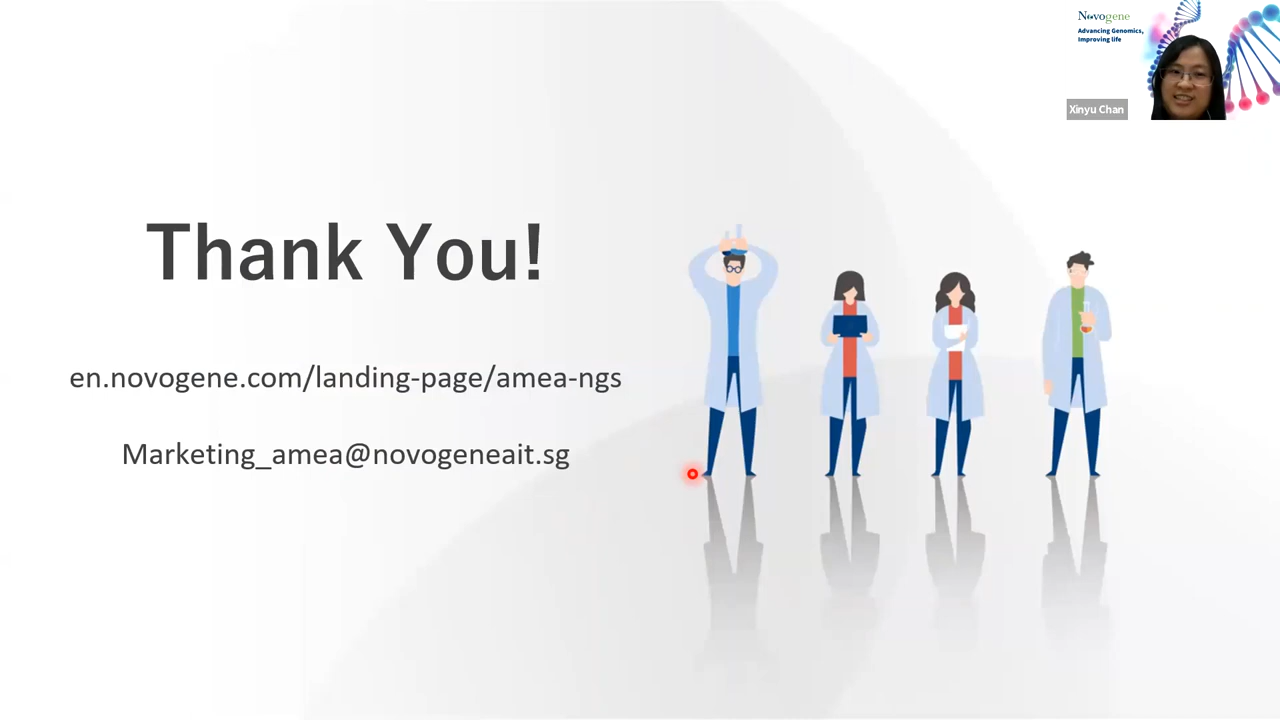 Novogene
Advancing Genomics,
Improving life
Xinyu Chan
Thank You!
en.novogene.com/landing-page/amea-ngs
Marketing_amea@novogeneait.sg